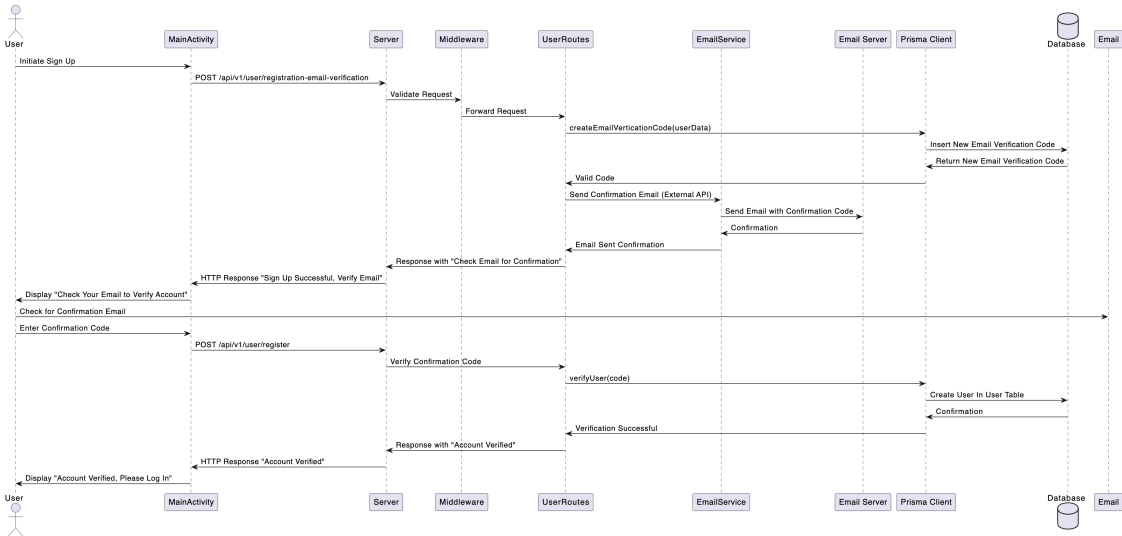 User
MainActivity
Server
Middleware
UserRoutes
EmailService
Email Server
Prisma Client
Database
Email
Initiate Sign Up
POST /api/v1/user/registration-email-verification
Validate Request
Forward Request
createEmailVerticationCode(userData)
Insert New Email Verification Code
Return New Email Verification Code
Valid Code
Send Confirmation Email (External API)
Send Email with Confirmation Code
Confirmation
Email Sent Confirmation
Response with "Check Email for Confirmation"
HTTP Response "Sign Up Successful, Verify Email"
Display "Check Your Email to Verify Account"
Check for Confirmation Email
Enter Confirmation Code
POST /api/v1/user/register
Verify Confirmation Code
verifyUser(code)
Create User In User Table
Confirmation
Verification Successful
Response with "Account Verified"
HTTP Response "Account Verified"
Display "Account Verified, Please Log In"
User
MainActivity
Server
Middleware
UserRoutes
EmailService
Email Server
Prisma Client
Database
Email